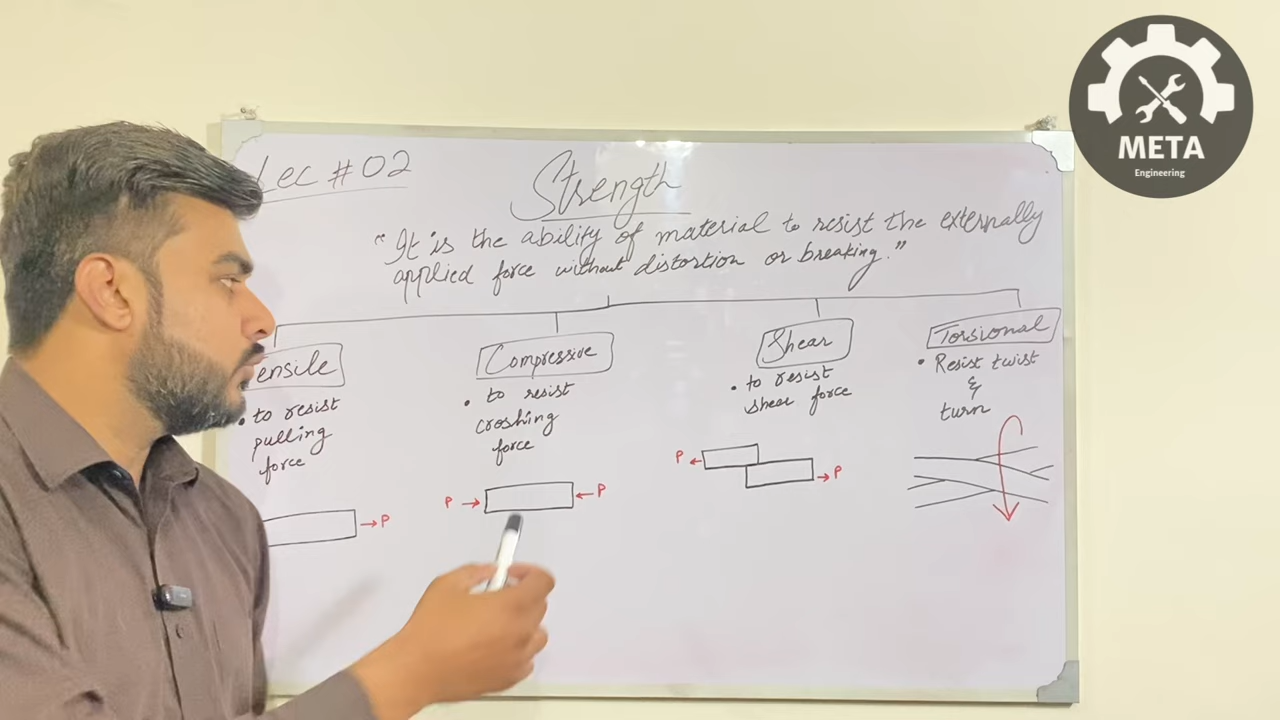 Lec # 02
Strength
"It is the ability of material to resist the externally
applied force without distortion or breaking."
ensile
• to resist
pulling
force
P
Compressive
• to resist
croshing
force
P
P
Shear
• to resist
shear force
P
P
Torsional
• Resist twist
&
turn
META
Engineering